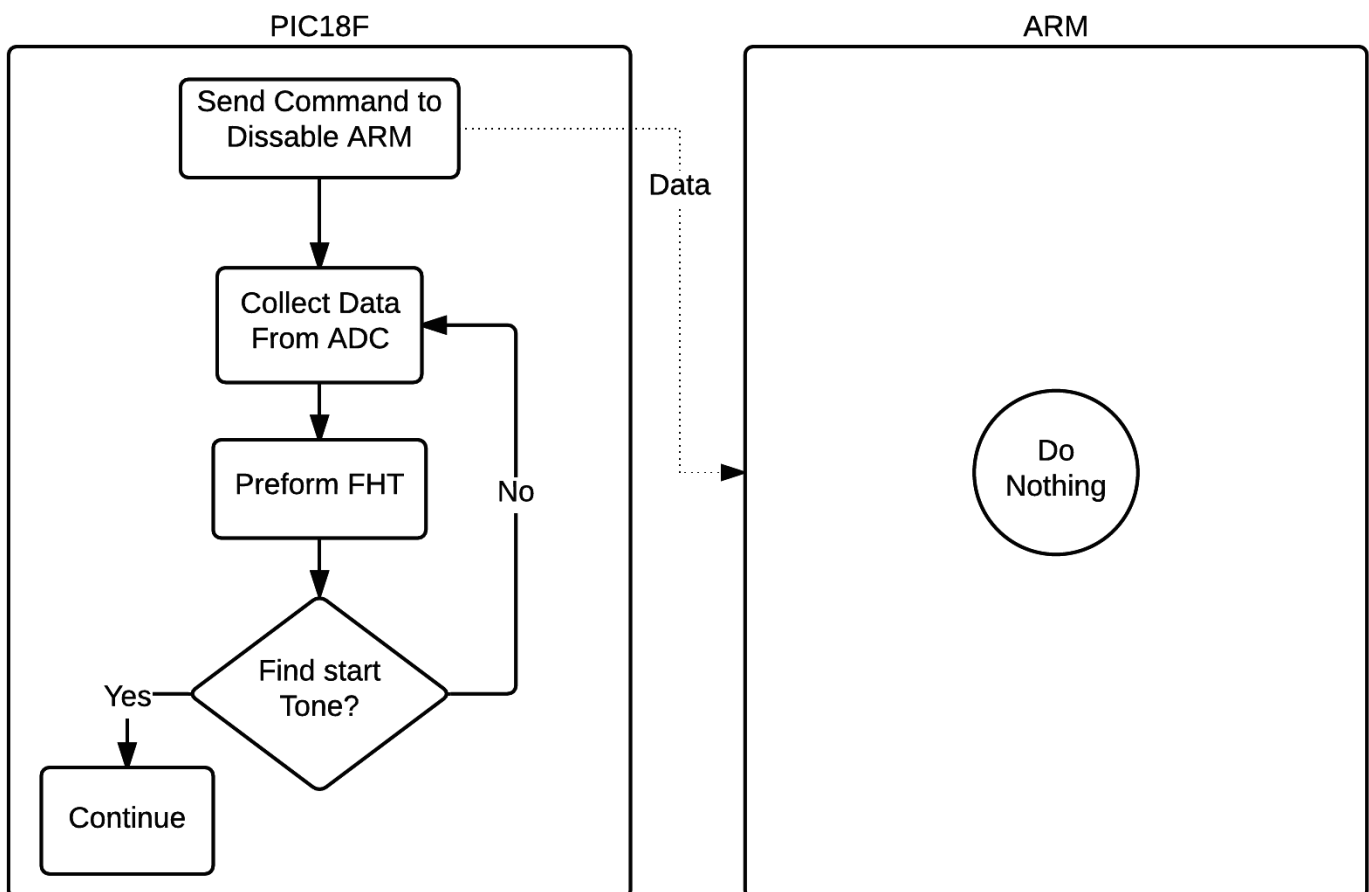 PIC18F
Send Command to
Dissable ARM
Collect Data
From ADC
Preform FHT
No
Find start
Tone?
Yes
Continue
Data
ARM
Do
Nothing